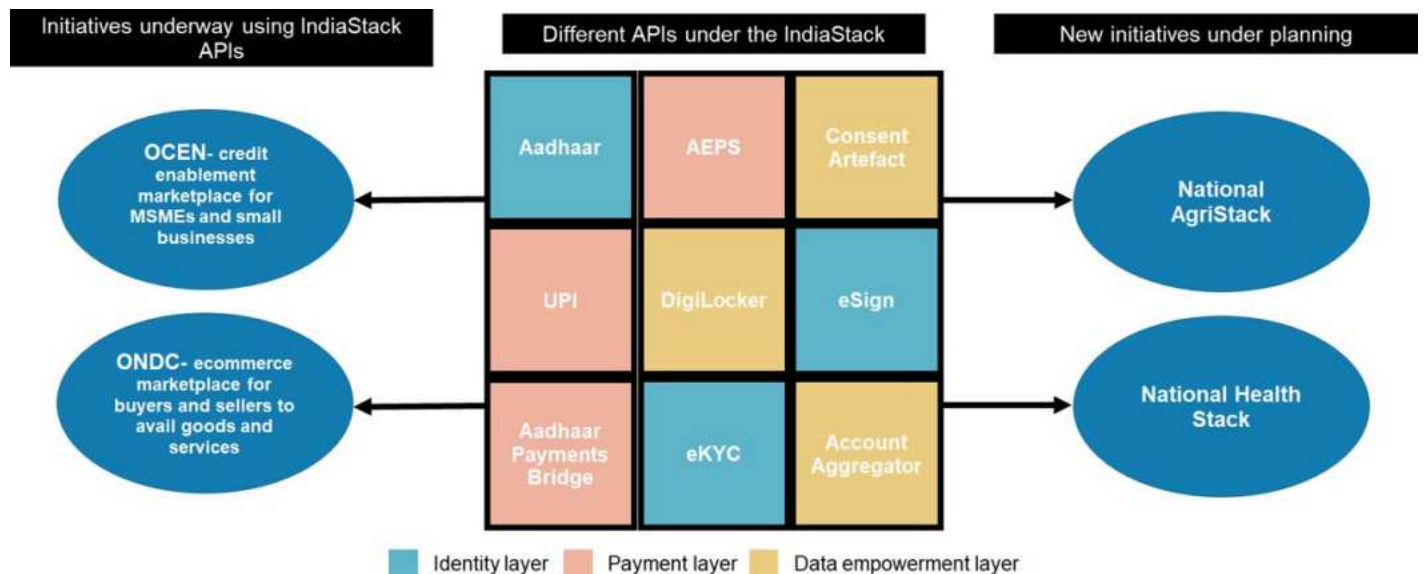 Initiatives underway using IndiaStack
APIs
Different APIs under the IndiaStack
New initiatives under planning
OCEN- credit
enablement
marketplace for
MSMEs and small
businesses
ONDC- ecommerce
marketplace for
buyers and sellers to
avail goods and
services
Aadhaar
AEPS
Consent
Artefact
UPI
DigiLocker
eSign
Aadhaar
Payments
Bridge
eKYC
Account
Aggregator
National
AgriStack
National Health
Stack
Identity layer
Payment layer
Data empowerment layer